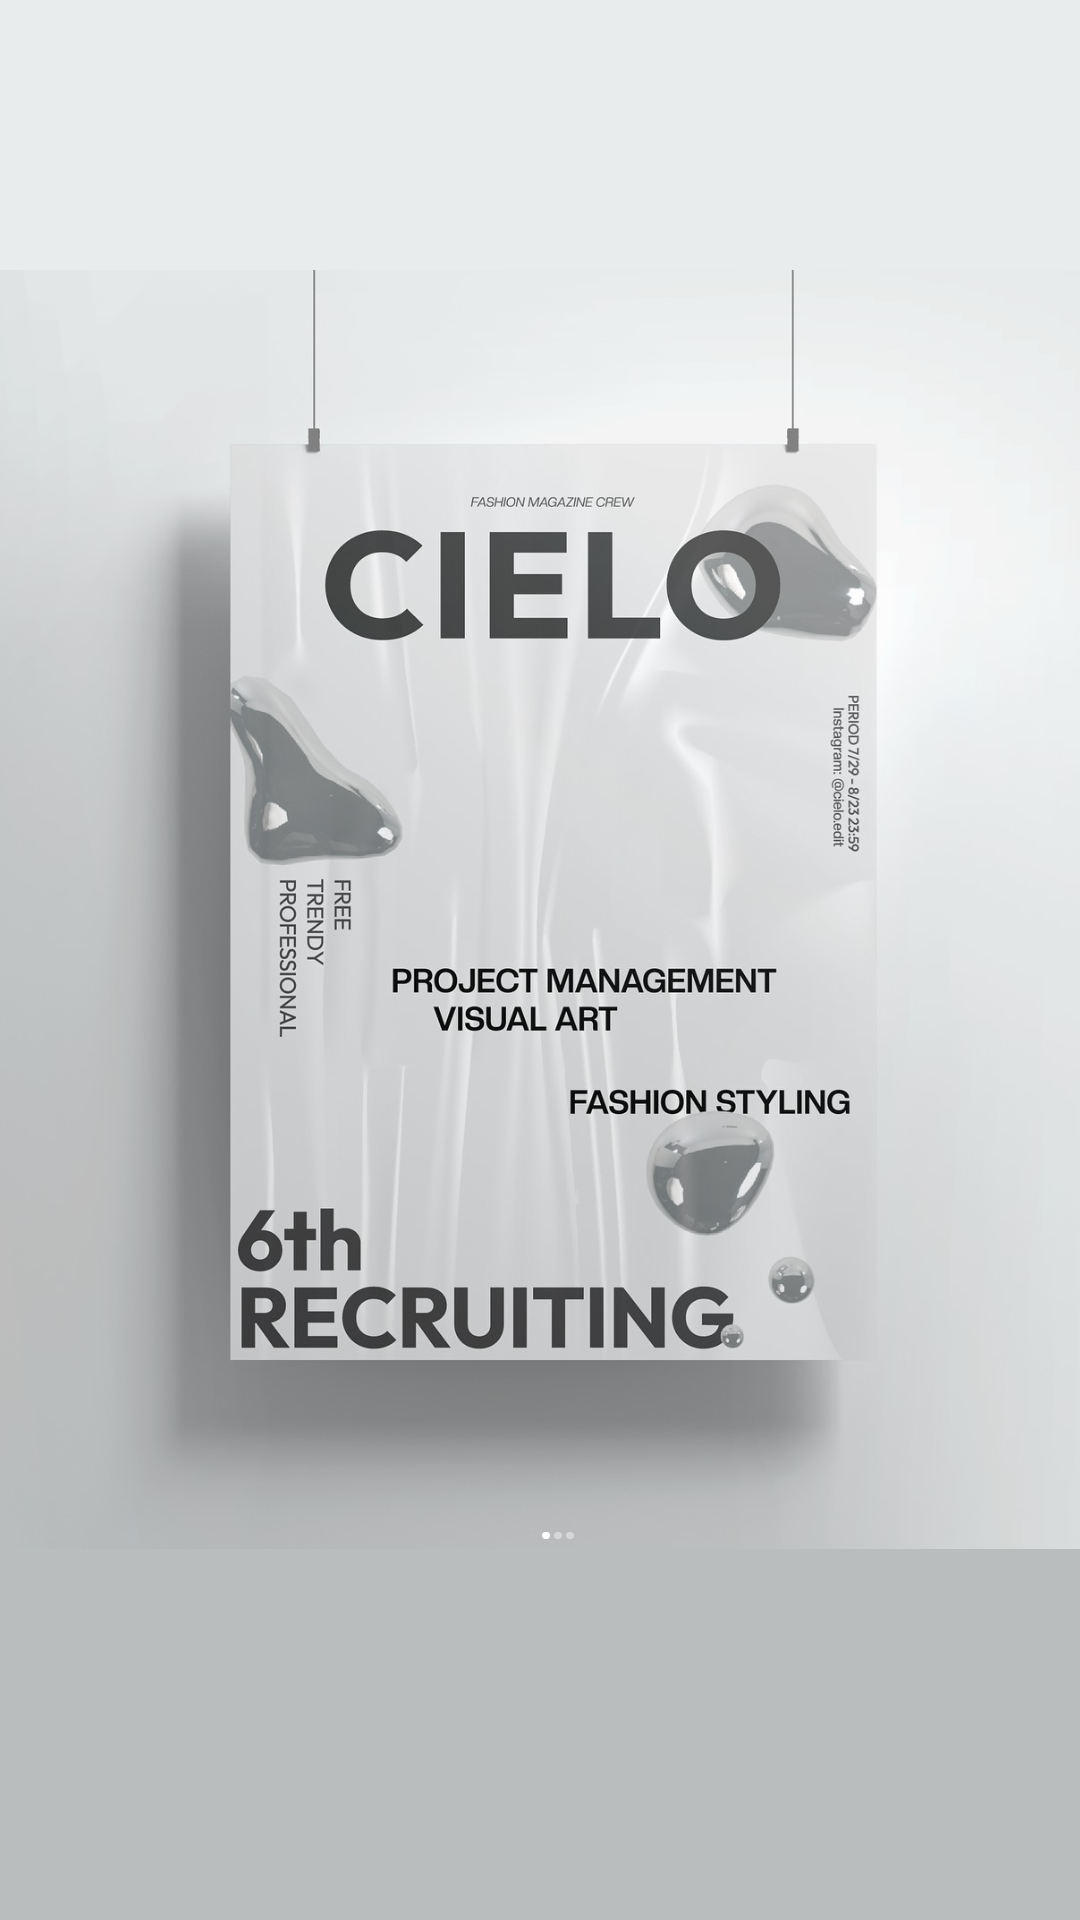 FASHION MAGAZINE CREW
CIELO
PERIOD 7/29 - 8/23 23:59
Instagram: @cielo.edit
FREE
TRENDY
PROFESSIONAL
PROJECT MANAGEMENT
VISUAL ART
FASHION STYLING
6th
RECRUITING